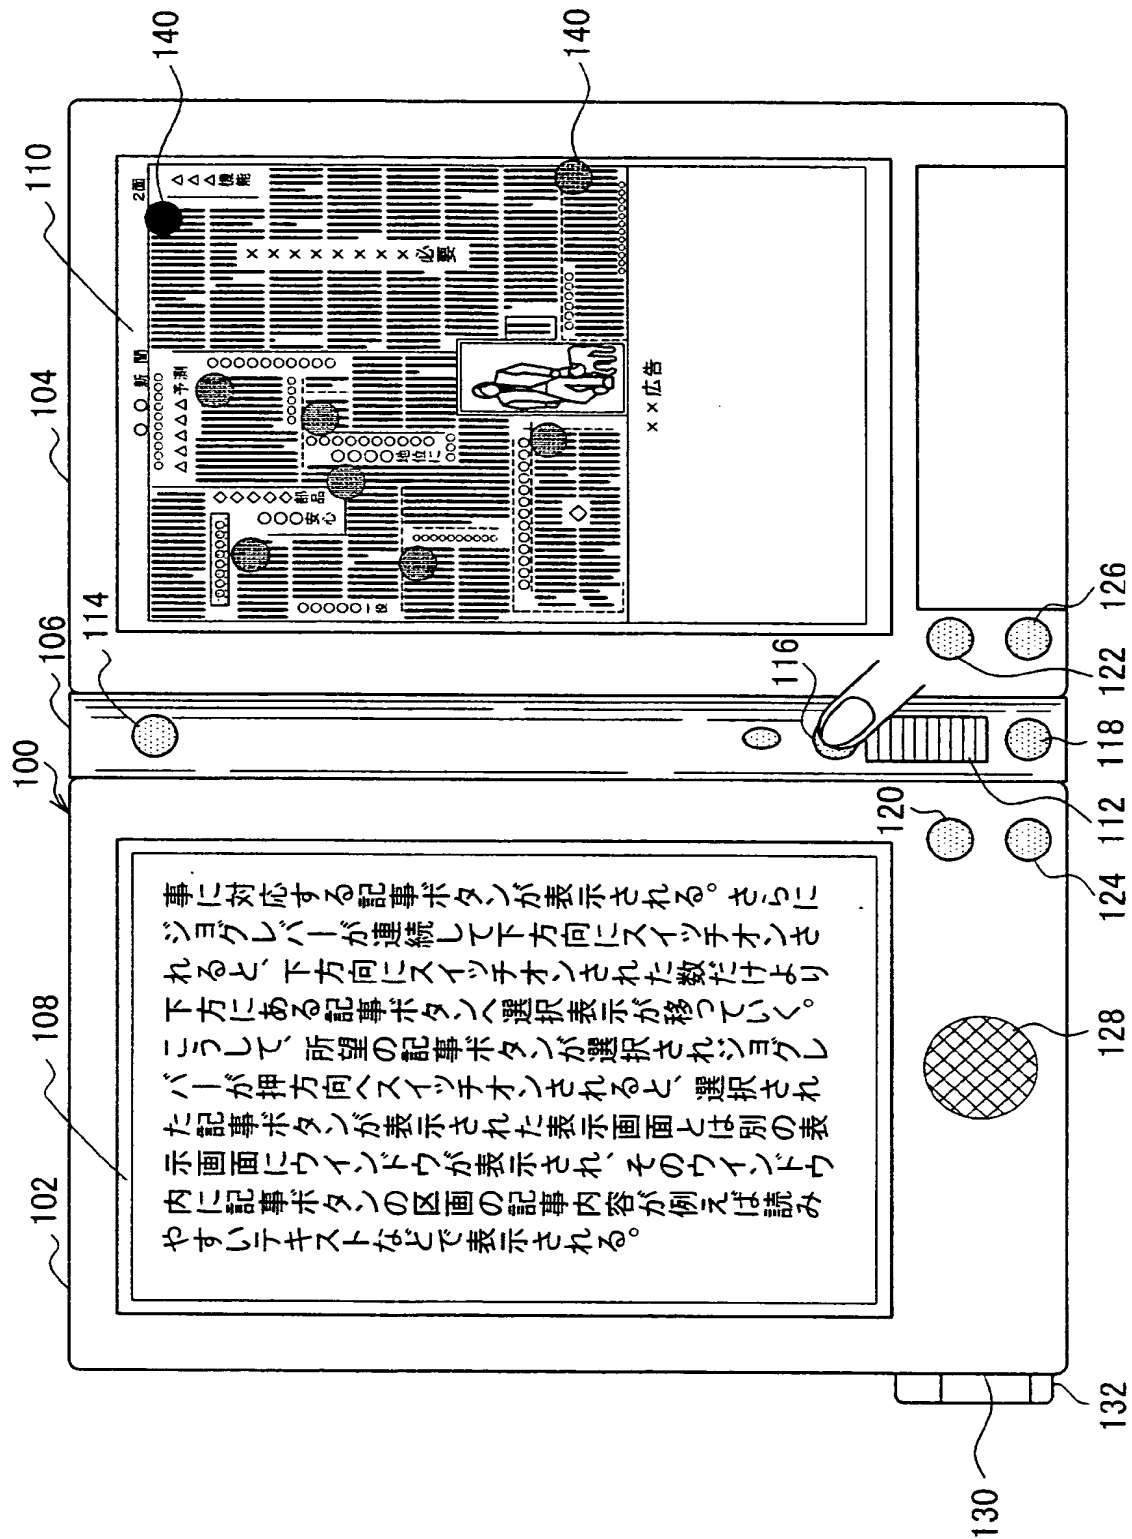 100
102
104
106
108
110
114
140
140
事に対応する記事ボタンが表示される。さらに
ジョグレバーが連続して下方向にスイッチオンさ
れると、下方向にスイッチオンされた数だけより
下方にある記事ボタンへ選択表示が移っていく。
こうして、所望の記事ボタンが選択されジョグレ
バーが押方向へスイッチオンされると、選択され
た記事ボタンが表示された表示画面とは別の表
示画面にウインドウが表示され、そのウインドウ
内に記事ボタンの区画の記事内容が例えば読み
やすいテキストなどで表示される。
○○新聞
2面
△△△機能
××××××××必要
△△△△△予測
○○○○地位に
◇◇◇◇◇部品
○○○安心
○○○○○一役
××広告
116
120
122
126
124
112
118
128
130
132